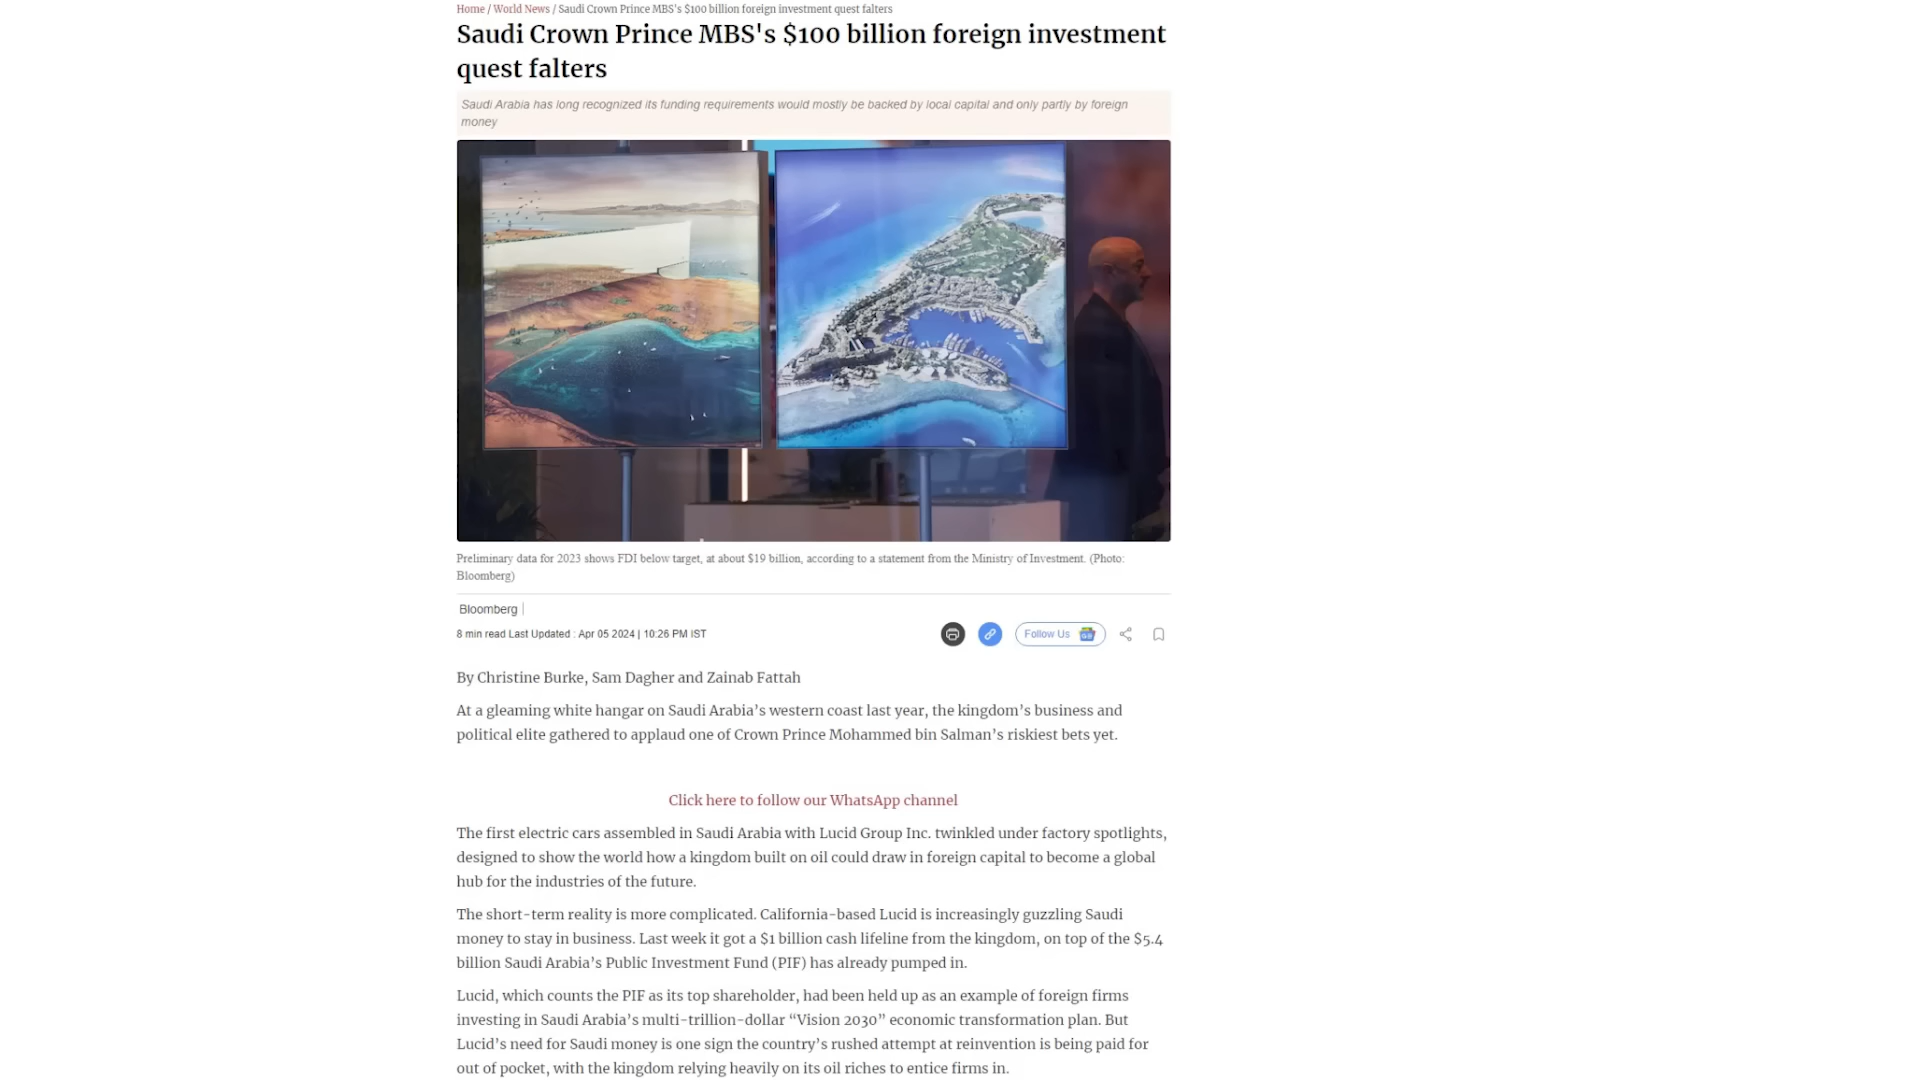 Home / World News / Saudi Crown Prince MBS's $100 billion foreign investment quest falters
Saudi Crown Prince MBS's $100 billion foreign investment
quest falters
Saudi Arabia has long recognized its funding requirements would mostly be backed by local capital and only partly by foreign
money
Preliminary data for 2023 shows FDI below target, at about $19 billion, according to a statement from the Ministry of Investment. (Photo:
Bloomberg)
Bloomberg
8 min read Last Updated : Apr 05 2024 | 10:26 PM IST
Follow Us
By Christine Burke, Sam Dagher and Zainab Fattah
At a gleaming white hangar on Saudi Arabia’s western coast last year, the kingdom’s business and
political elite gathered to applaud one of Crown Prince Mohammed bin Salman’s riskiest bets yet.
Click here to follow our WhatsApp channel
The first electric cars assembled in Saudi Arabia with Lucid Group Inc. twinkled under factory spotlights,
designed to show the world how a kingdom built on oil could draw in foreign capital to become a global
hub for the industries of the future.
The short-term reality is more complicated. California-based Lucid is increasingly guzzling Saudi
money to stay in business. Last week it got a $1 billion cash lifeline from the kingdom, on top of the $5.4
billion Saudi Arabia’s Public Investment Fund (PIF) has already pumped in.
Lucid, which counts the PIF as its top shareholder, had been held up as an example of foreign firms
investing in Saudi Arabia’s multi-trillion-dollar “Vision 2030” economic transformation plan. But
Lucid’s need for Saudi money is one sign the country’s rushed attempt at reinvention is being paid for
out of pocket, with the kingdom relying heavily on its oil riches to entice firms in.